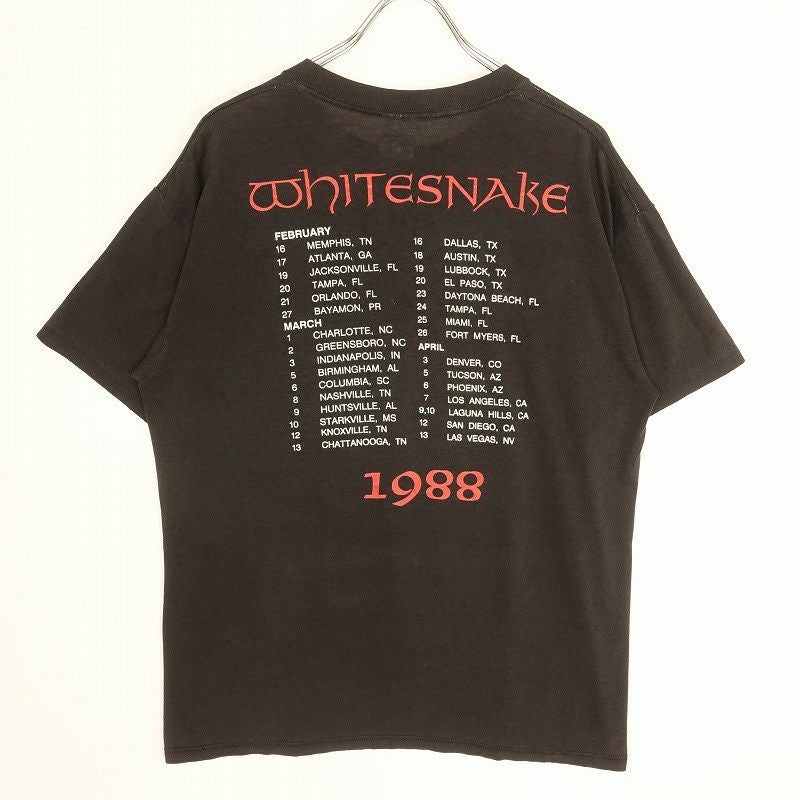 WHITESNAKE
FEBRUARY
16 MEMPHIS, TN
17 ATLANTA, GA
19 JACKSONVILLE, FL
20 TAMPA, FL
21 ORLANDO, FL
27 BAYAMON, PR
MARCH
1 CHARLOTTE, NC
2 GREENSBORO, NC
3 INDIANAPOLIS, IN
5 BIRMINGHAM, AL
6 COLUMBIA, SC
8 NASHVILLE, TN
9 HUNTSVILLE, AL
10 STARKVILLE, MS
12 KNOXVILLE, TN
13 CHATTANOOGA, TN
16 DALLAS, TX
18 AUSTIN, TX
19 LUBBOCK, TX
20 EL PASO, TX
23 DAYTONA BEACH, FL
24 TAMPA, FL
25 MIAMI, FL
26 FORT MYERS, FL
APRIL
3 DENVER, CO
5 TUCSON, AZ
6 PHOENIX, AZ
7 LOS ANGELES, CA
9,10 LAGUNA HILLS, CA
12 SAN DIEGO, CA
13 LAS VEGAS, NV
1988